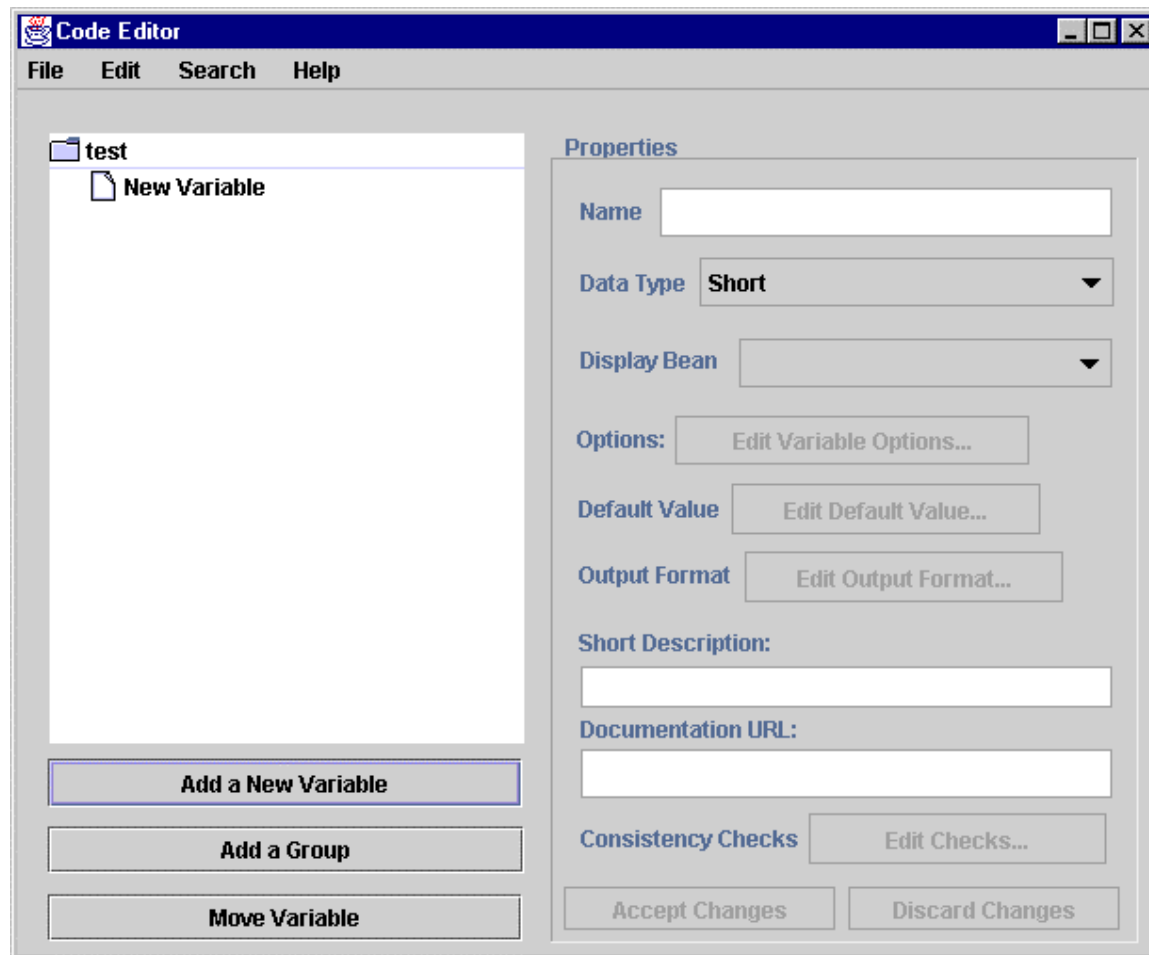 Code Editor
File Edit Search Help
test
New Variable
Add a New Variable
Add a Group
Move Variable
Properties
Name
Data Type Short
Display Bean
Options: Edit Variable Options...
Default Value Edit Default Value...
Output Format Edit Output Format...
Short Description:
Documentation URL:
Consistency Checks Edit Checks...
Accept Changes Discard Changes